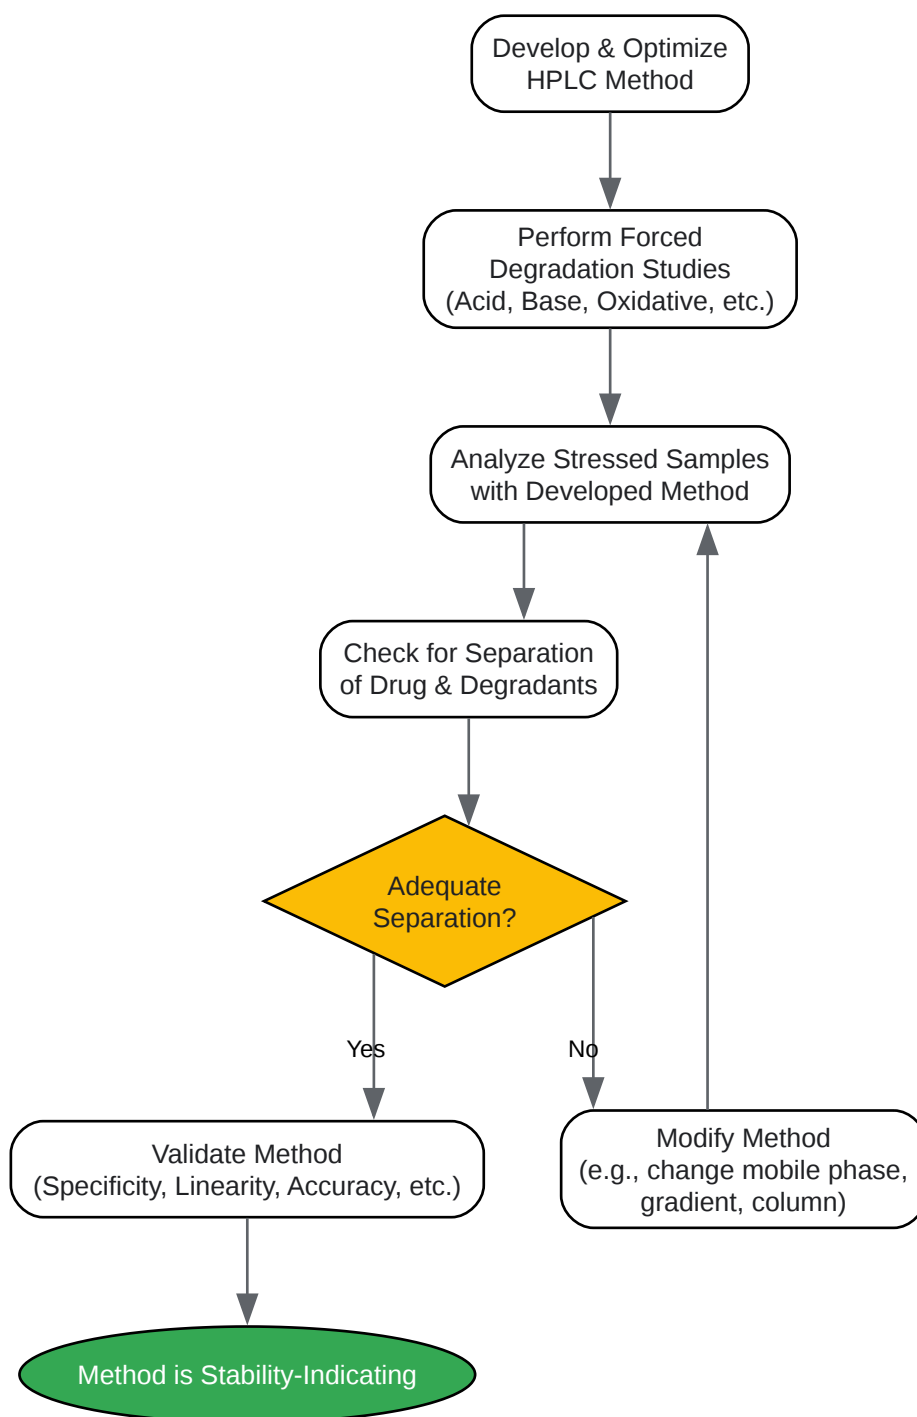 Develop & Optimize
HPLC Method
Perform Forced
Degradation Studies
(Acid, Base, Oxidative, etc.)
Analyze Stressed Samples
with Developed Method
Check for Separation
of Drug & Degradants
Adequate
Separation?
Yes
No
Validate Method
(Specificity, Linearity, Accuracy, etc.)
Modify Method
(e.g., change mobile phase,
gradient, column)
Method is Stability-Indicating